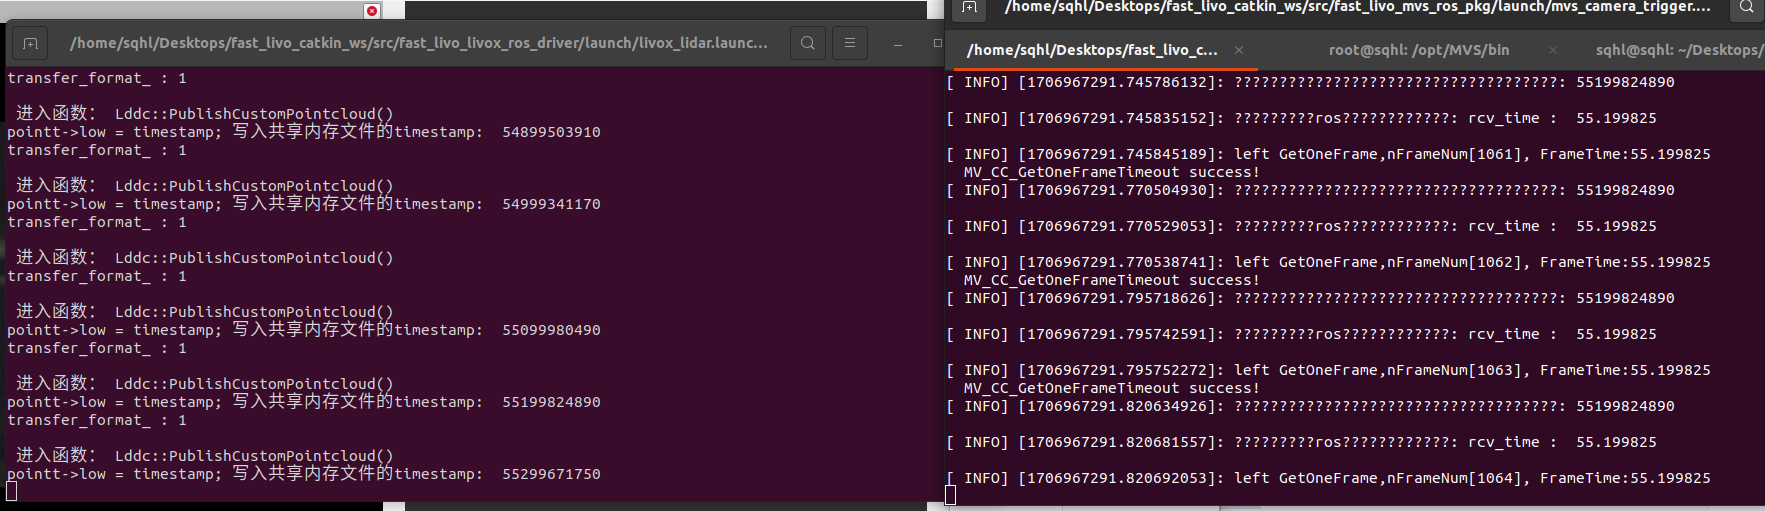 /home/sqhl/Desktops/fast_livo_catkin_ws/src/fast_livo_livox_ros_driver/launch/livox_lidar.launc...
transfer_format_ : 1
进入函数： Lddc::PublishCustomPointcloud()
pointt->low = timestamp; 写入共享内存文件的timestamp:  54899503910
transfer_format_ : 1
进入函数： Lddc::PublishCustomPointcloud()
pointt->low = timestamp; 写入共享内存文件的timestamp:  54999341170
transfer_format_ : 1
进入函数： Lddc::PublishCustomPointcloud()
transfer_format_ : 1
进入函数： Lddc::PublishCustomPointcloud()
pointt->low = timestamp; 写入共享内存文件的timestamp:  55099980490
transfer_format_ : 1
进入函数： Lddc::PublishCustomPointcloud()
pointt->low = timestamp; 写入共享内存文件的timestamp:  55199824890
transfer_format_ : 1
进入函数： Lddc::PublishCustomPointcloud()
pointt->low = timestamp; 写入共享内存文件的timestamp:  55299671750
/home/sqhl/Desktops/fast_livo_catkin_ws/src/fast_livo_mvs_ros_pkg/launch/mvs_camera_trigger....
/home/sqhl/Desktops/fast_livo_c...
root@sqhl: /opt/MVS/bin
sqhl@sqhl: ~/Desktops/
[ INFO] [1706967291.745786132]: ????????????????????????????????????: 55199824890
[ INFO] [1706967291.745835152]: ?????????ros????????????: rcv_time :  55.199825
[ INFO] [1706967291.745845189]: left GetOneFrame,nFrameNum[1061], FrameTime:55.199825
MV_CC_GetOneFrameTimeout success!
[ INFO] [1706967291.770504930]: ????????????????????????????????????: 55199824890
[ INFO] [1706967291.770529053]: ?????????ros????????????: rcv_time :  55.199825
[ INFO] [1706967291.770538741]: left GetOneFrame,nFrameNum[1062], FrameTime:55.199825
MV_CC_GetOneFrameTimeout success!
[ INFO] [1706967291.795718626]: ????????????????????????????????????: 55199824890
[ INFO] [1706967291.795742591]: ?????????ros????????????: rcv_time :  55.199825
[ INFO] [1706967291.795752272]: left GetOneFrame,nFrameNum[1063], FrameTime:55.199825
MV_CC_GetOneFrameTimeout success!
[ INFO] [1706967291.820634926]: ????????????????????????????????????: 55199824890
[ INFO] [1706967291.820681557]: ?????????ros????????????: rcv_time :  55.199825
[ INFO] [1706967291.820692053]: left GetOneFrame,nFrameNum[1064], FrameTime:55.199825